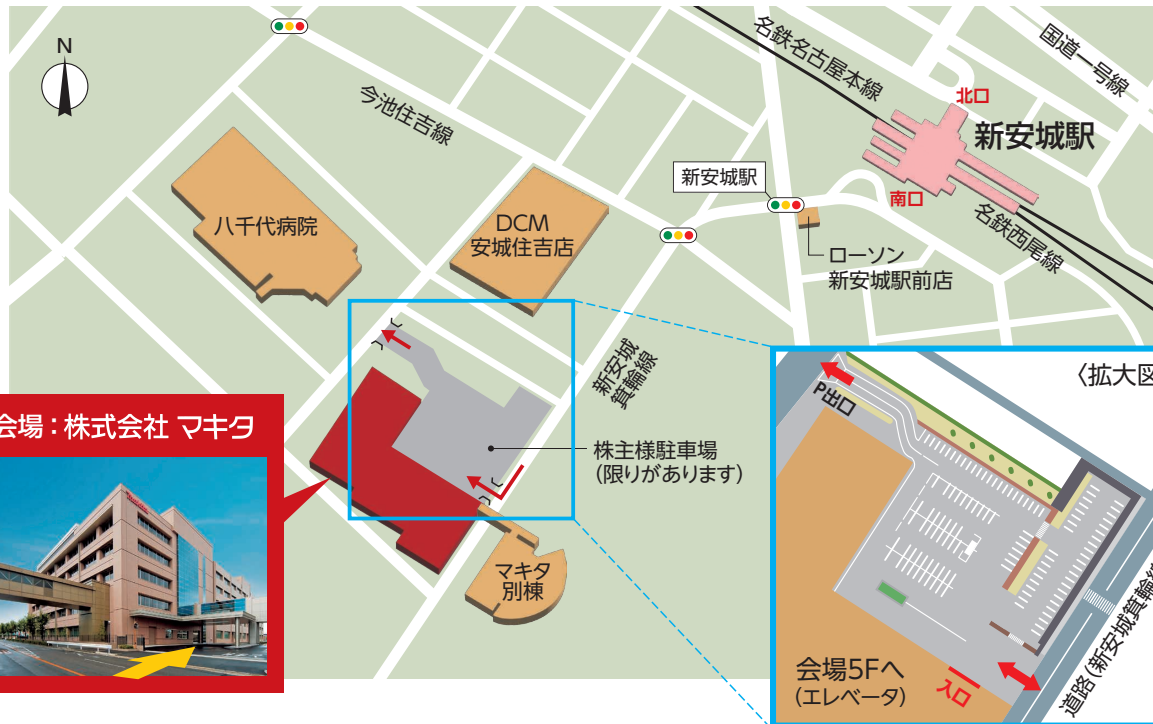 N
名鉄名古屋本線
国道一号線
北口
新安城駅
今池住吉線
新安城駅
南口
名鉄西尾線
八千代病院
DCM
安城住吉店
ローソン
新安城駅前店
新安城
箕輪線
〈拡大図
P出口
会場：株式会社 マキタ
株主様駐車場
(限りがあります)
マキタ
別棟
会場5Fへ
(エレベータ)
入口
道路(新安城箕輪線